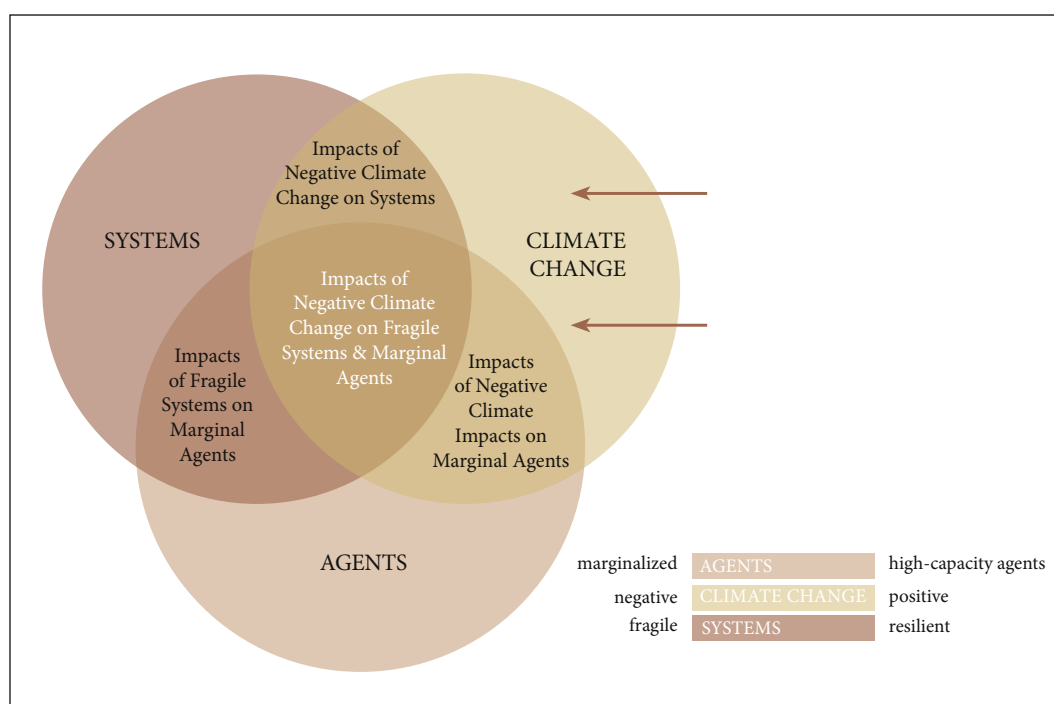 Impacts of
Negative Climate
Change on Systems
SYSTEMS
CLIMATE
CHANGE
Impacts of
Negative Climate
Change on Fragile
Systems & Marginal
Agents
Impacts
of Fragile
Systems on
Marginal
Agents
Impacts
of Negative
Climate
Impacts on
Marginal Agents
AGENTS
marginalized AGENTS high-capacity agents
negative CLIMATE CHANGE positive
fragile SYSTEMS resilient